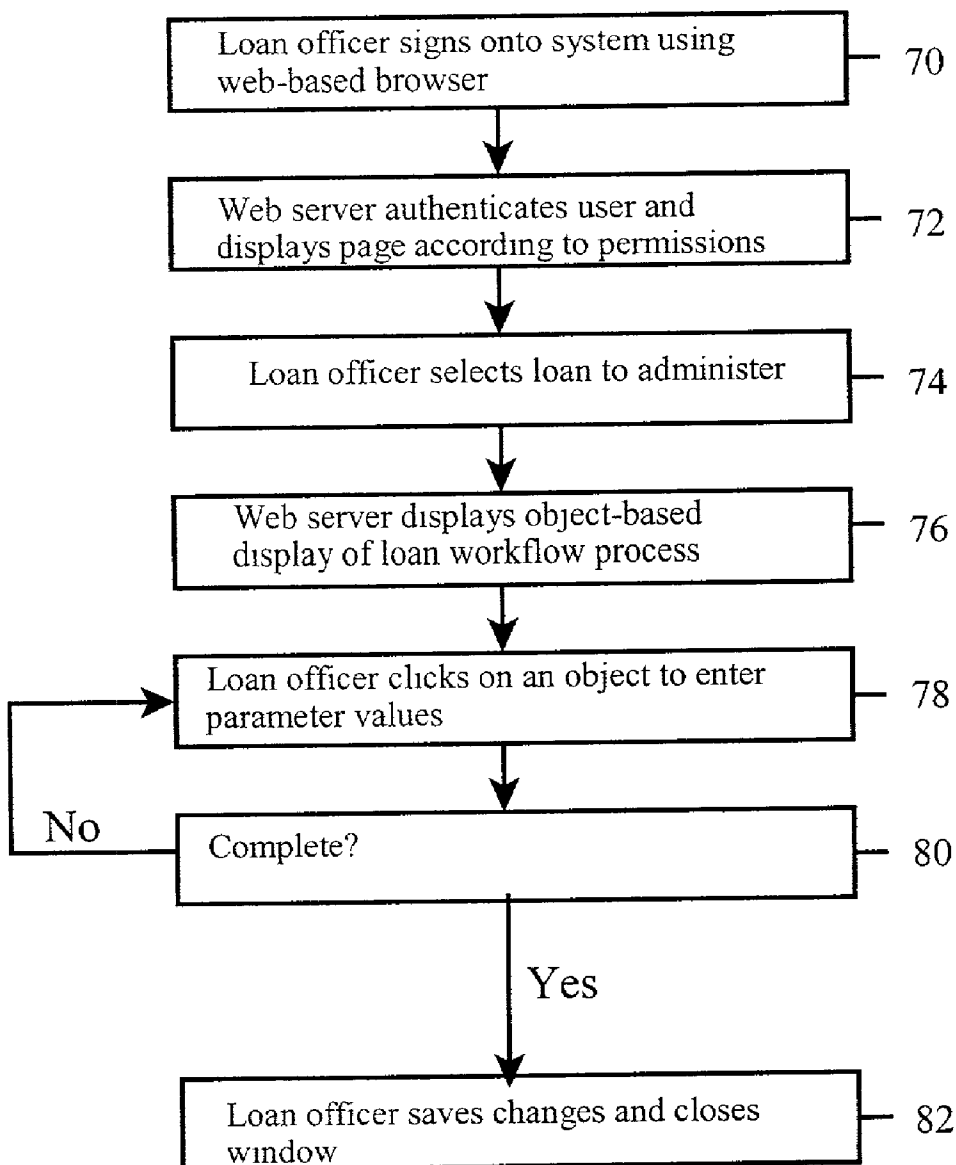 Loan officer signs onto system using
web-based browser
70
Web server authenticates user and
displays page according to permissions
72
Loan officer selects loan to administer
74
Web server displays object-based
display of loan workflow process
76
Loan officer clicks on an object to enter
parameter values
78
No
Complete?
80
Yes
Loan officer saves changes and closes
window
82